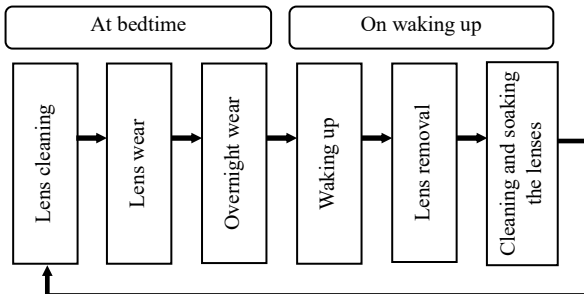 At bedtime
On waking up
Lens cleaning
Lens wear
Overnight wear
Waking up
Lens removal
Cleaning and soaking
the lenses